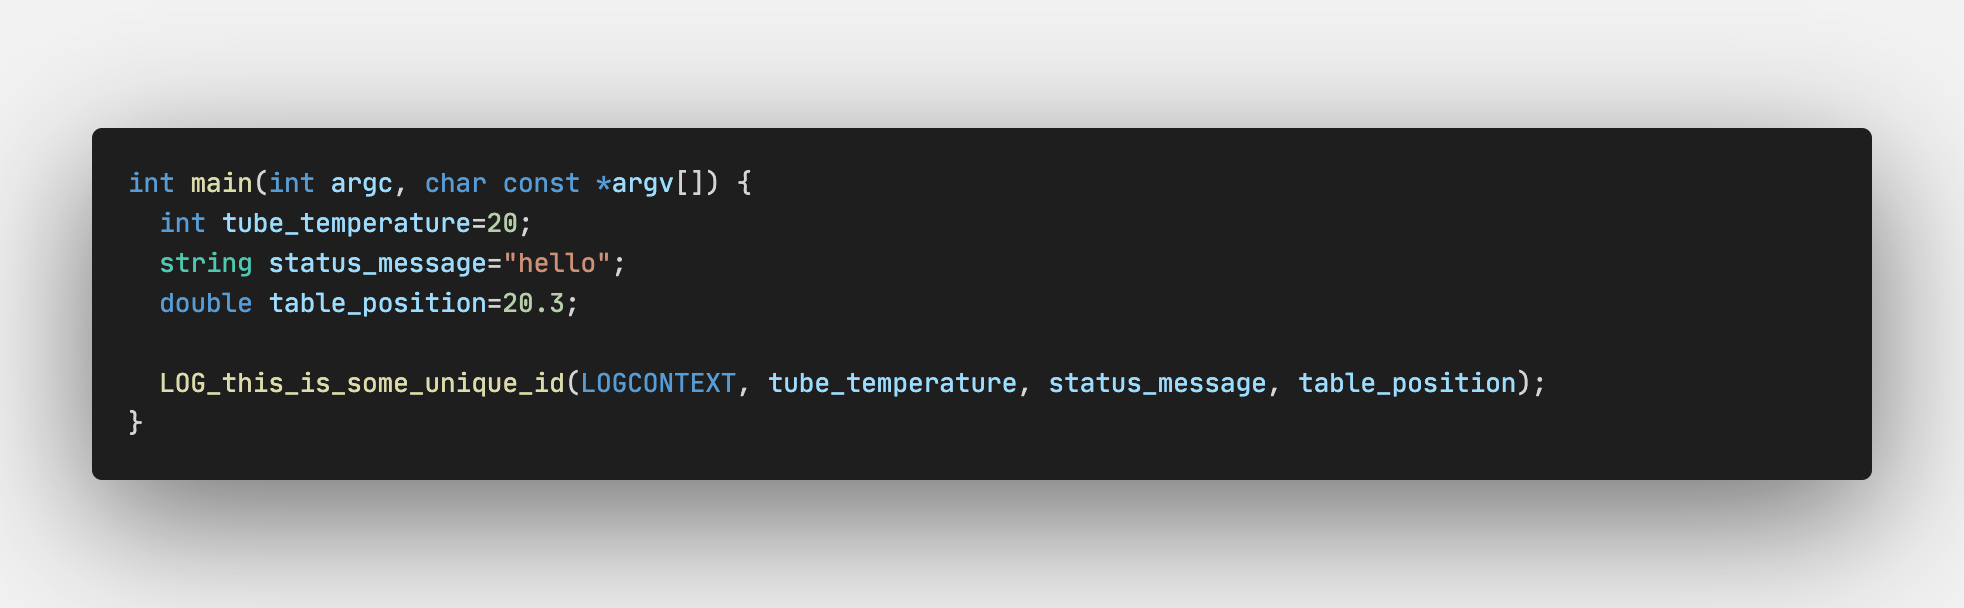 int main(int argc, char const *argv[]) {
  int tube_temperature=20;
  string status_message="hello";
  double table_position=20.3;

  LOG_this_is_some_unique_id(LOGCONTEXT, tube_temperature, status_message, table_position);
}